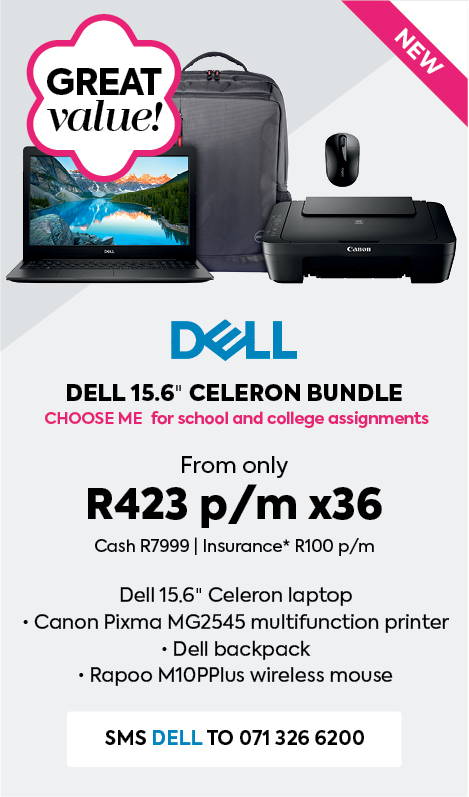 NEW
GREAT
value!
DELL
Canon
DELL
DELL 15.6" CELERON BUNDLE
CHOOSE ME for school and college assignments
From only
R423 p/m x36
Cash R7999 | Insurance* R100 p/m
Dell 15.6" Celeron laptop
• Canon Pixma MG2545 multifunction printer
• Dell backpack
• Rapoo M10PPlus wireless mouse
SMS DELL TO 071 326 6200